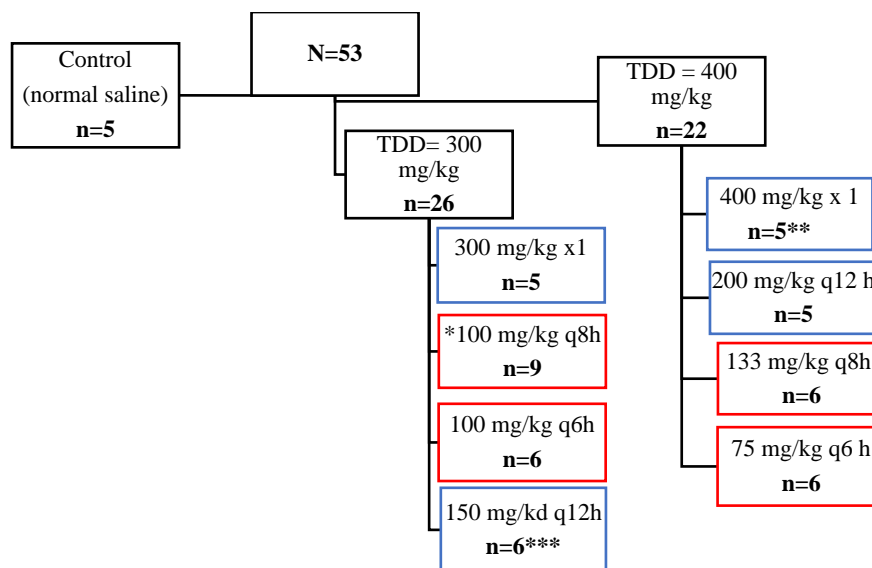 N=53
Control
(normal saline)
n=5
TDD= 300
mg/kg
n=26
300 mg/kg x1
n=5
*100 mg/kg q8h
n=9
100 mg/kg q6h
n=6
150 mg/kd q12h
n=6***
TDD = 400
mg/kg
n=22
400 mg/kg x 1
n=5**
200 mg/kg q12 h
n=5
133 mg/kg q8h
n=6
75 mg/kg q6 h
n=6